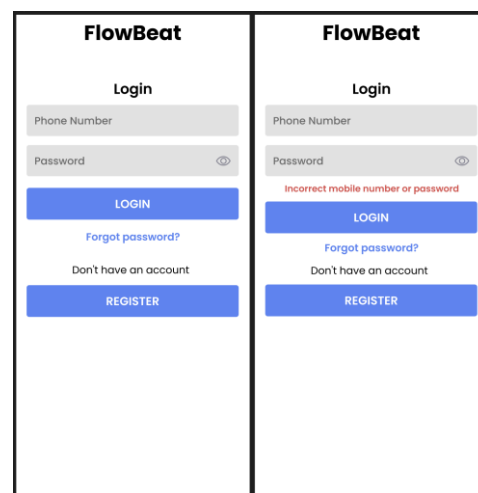 FlowBeat
Login
Phone Number
Password
LOGIN
Forgot password?
Don't have an account
REGISTER
FlowBeat
Login
Phone Number
Password
Incorrect mobile number or password
LOGIN
Forgot password?
Don't have an account
REGISTER